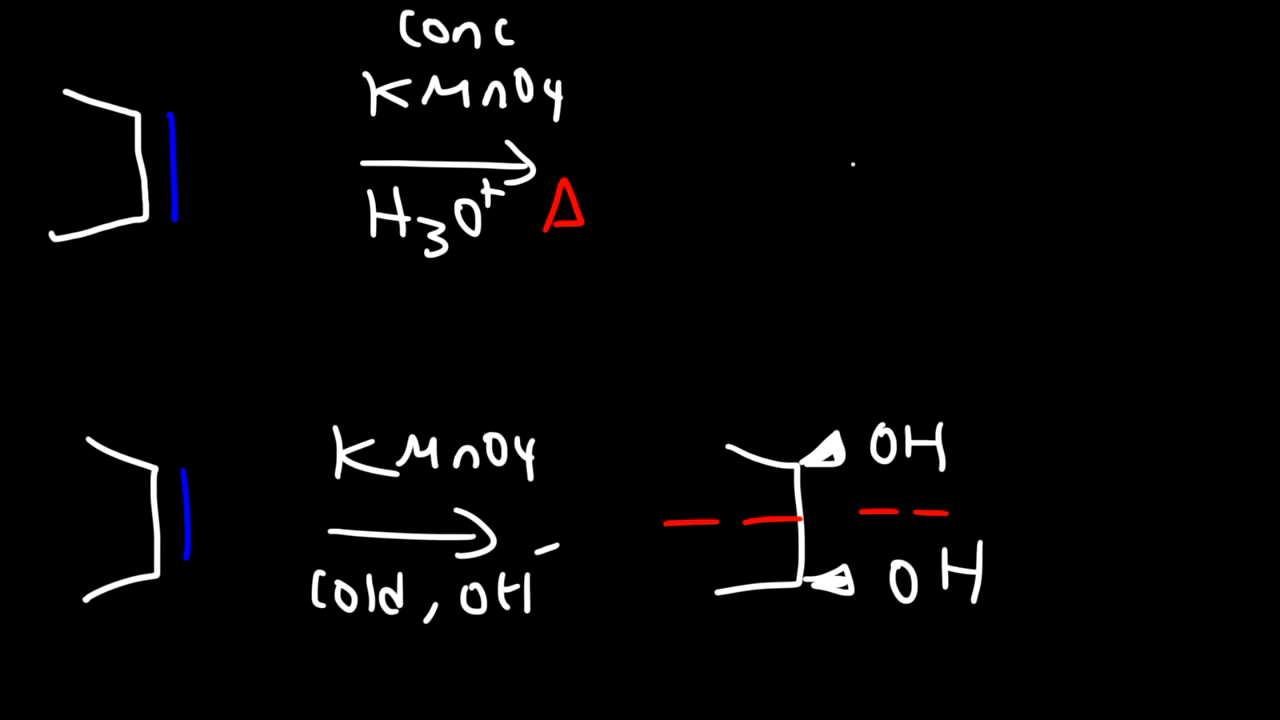 conc
KMnO4
H3O+ Δ
KMnO4
cold, OH-
OH
OH